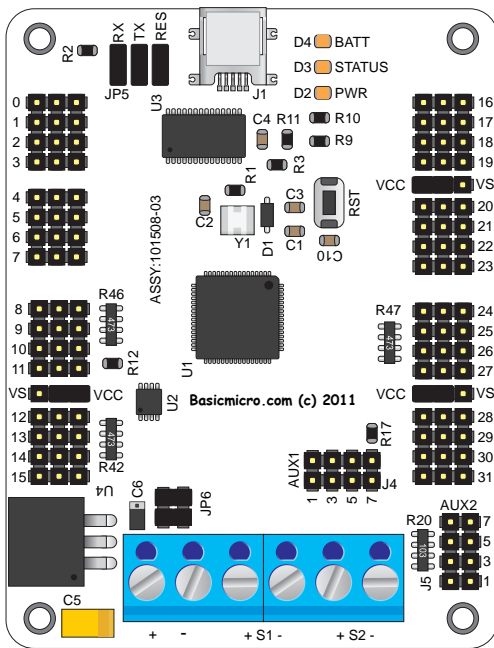 R2
RX
TX
RES
JP5
U3
J1
D4 BATT
D3 STATUS
D2 PWR
C4
R11
R10
R9
R3
R1
C2
Y1
D1
C3
C1
RST
C10
0
1
2
3
4
5
6
7
16
17
18
19
VCC VS
20
21
22
23
ASSY:101508-03
8
9
10
11
R46
473
R12
VS VCC
12
13
14
15
473
R42
U1
U2
Basicmicro.com (c) 2011
R47
473
24
25
26
27
VCC VS
28
29
30
31
R17
AUX1
1 3 5 7
J4
U4
C6
JP6
AUX2
R20
103
J5
7
5
3
1
C5
+ - + S1 - + S2 -